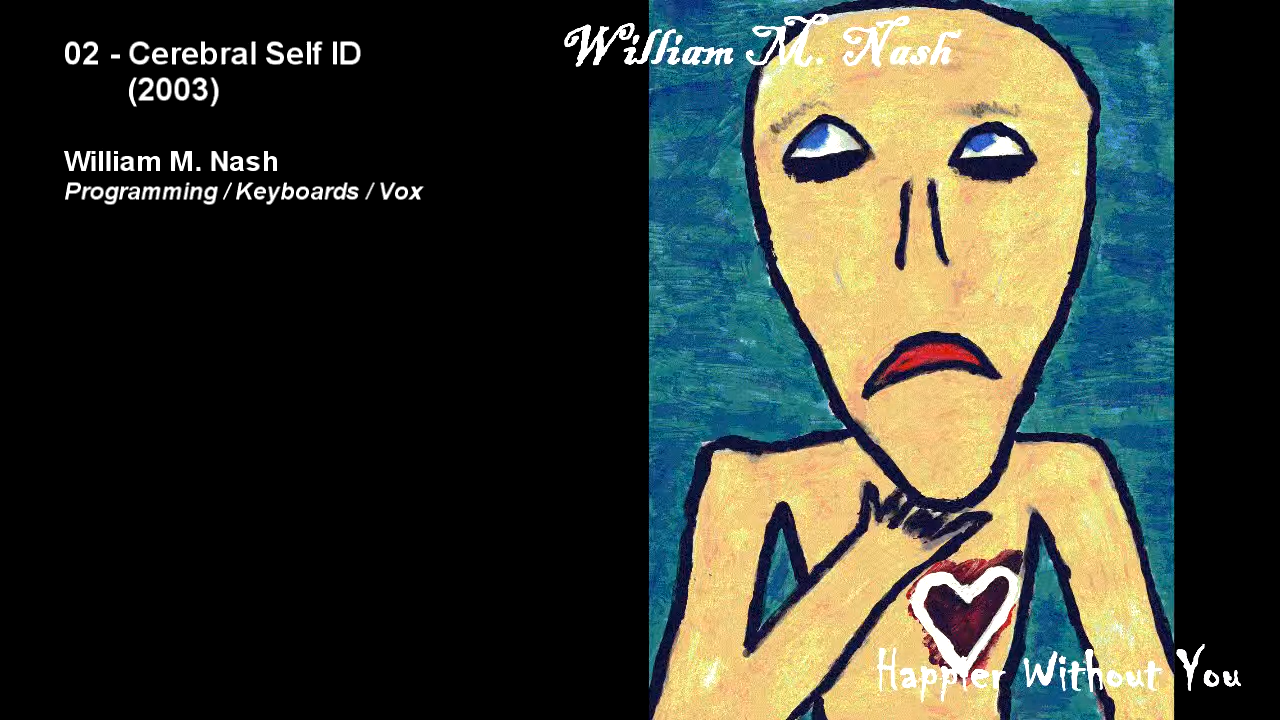 02 - Cerebral Self ID
(2003)
William M. Nash
Programming / Keyboards / Vox
William M. Nash
Happier Without You